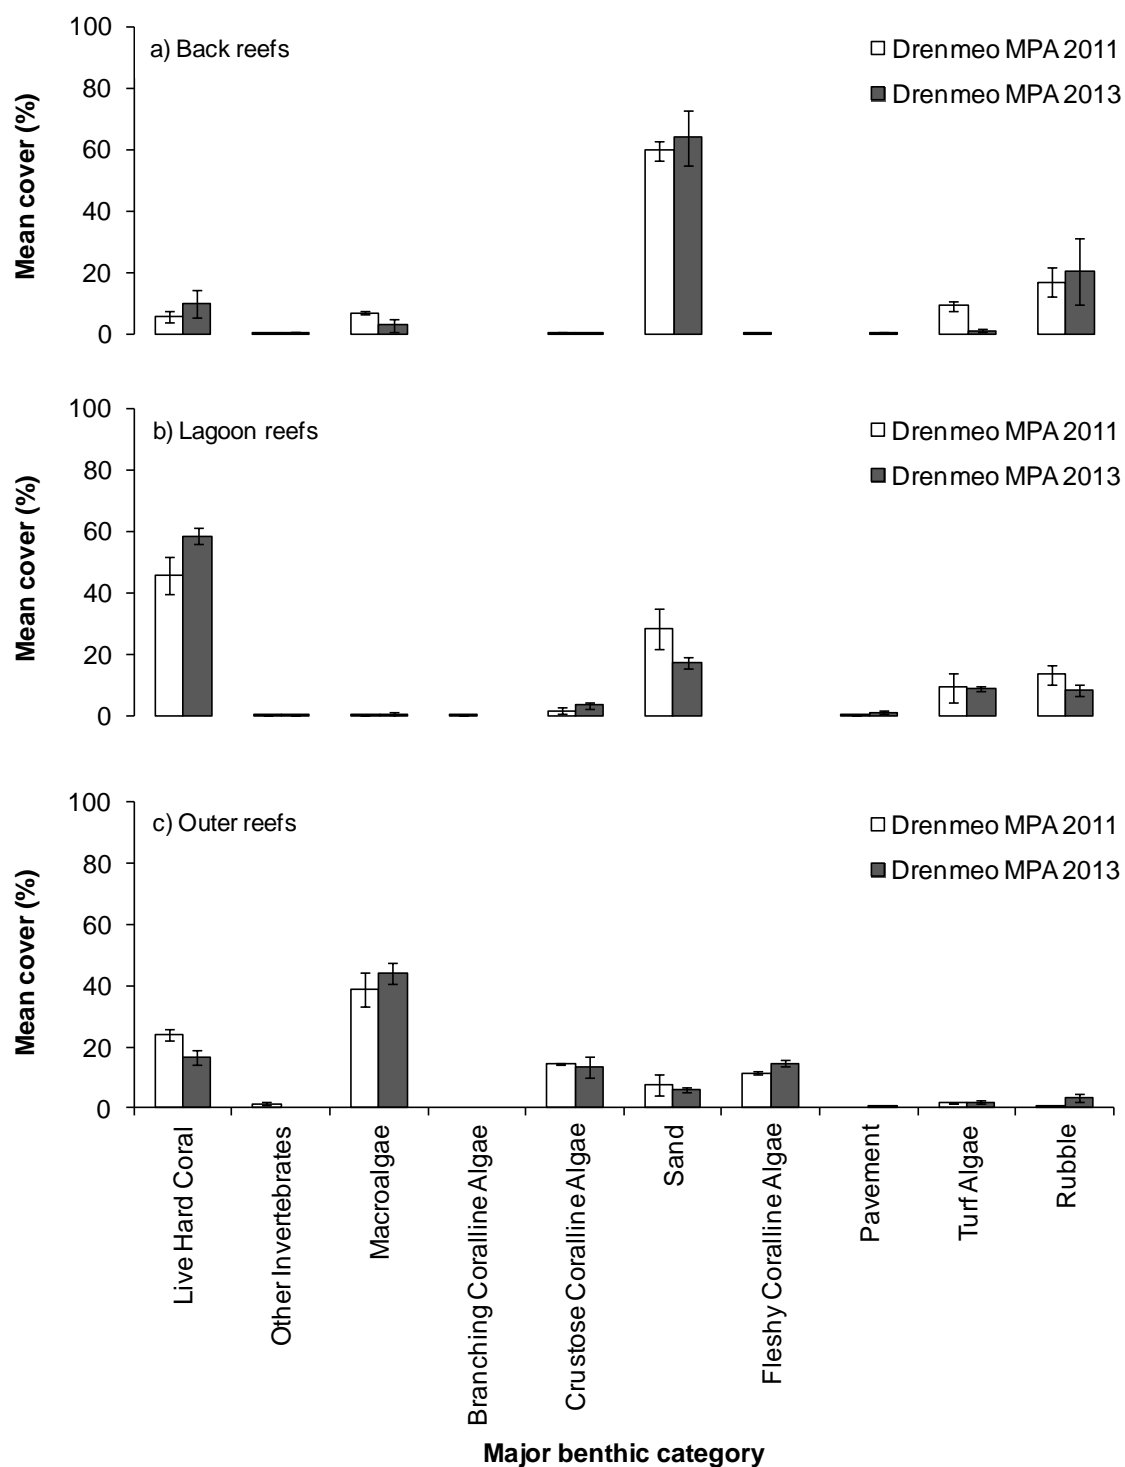 100
80
60
40
20
0
Mean cover (%)
a) Back reefs
Drenmeo MPA 2011
Drenmeo MPA 2013
100
80
60
40
20
0
Mean cover (%)
b) Lagoon reefs
Drenmeo MPA 2011
Drenmeo MPA 2013
100
80
60
40
20
0
Mean cover (%)
c) Outer reefs
Drenmeo MPA 2011
Drenmeo MPA 2013
Live Hard Coral
Other Invertebrates
Macroalgae
Branching Coralline Algae
Crustose Coralline Algae
Sand
Fleshy Coralline Algae
Pavement
Turf Algae
Rubble
Major benthic category